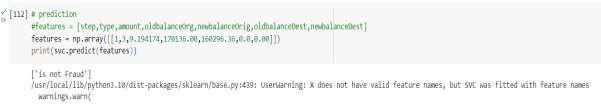 [112] # prediction
#features = [step,type,amount,oldbalanceOrg,newbalanceOrig,oldbalanceDest,newbalanceDest]
features = np.array([[1,3,9.194174,170136.00,160296.36,0.0,0.00]])
print(svc.predict(features))
['is not Fraud']
/usr/local/lib/python3.10/dist-packages/sklearn/base.py:439: UserWarning: X does not have valid feature names, but SVC was fitted with feature names
warnings.warn(